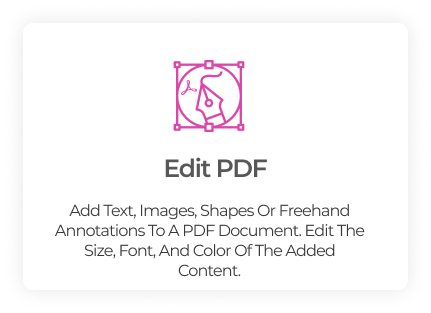 Edit PDF
Add Text, Images, Shapes Or Freehand
Annotations To A PDF Document. Edit The
Size, Font, And Color Of The Added
Content.